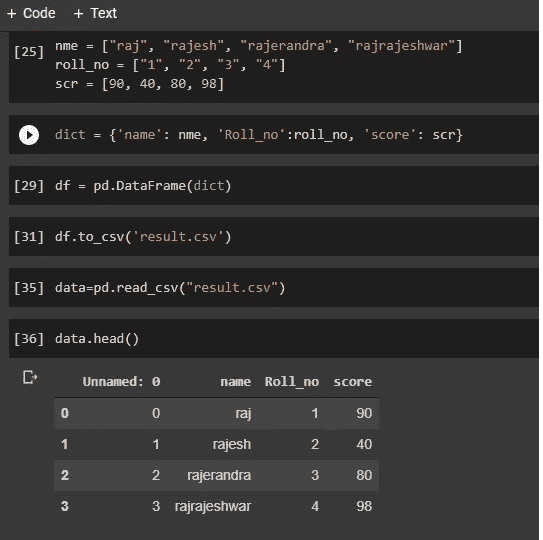 + Code + Text
[25] nme = ["raj", "rajesh", "rajerandra", "rajrajeshwar"]
roll_no = ["1", "2", "3", "4"]
scr = [90, 40, 80, 98]
dict = {'name': nme, 'Roll_no':roll_no, 'score': scr}
[29] df = pd.DataFrame(dict)
[31] df.to_csv('result.csv')
[35] data=pd.read_csv("result.csv")
[36] data.head()
Unnamed: 0 name Roll_no score
0 0 raj 1 90
1 1 rajesh 2 40
2 2 rajerandra 3 80
3 3 rajrajeshwar 4 98